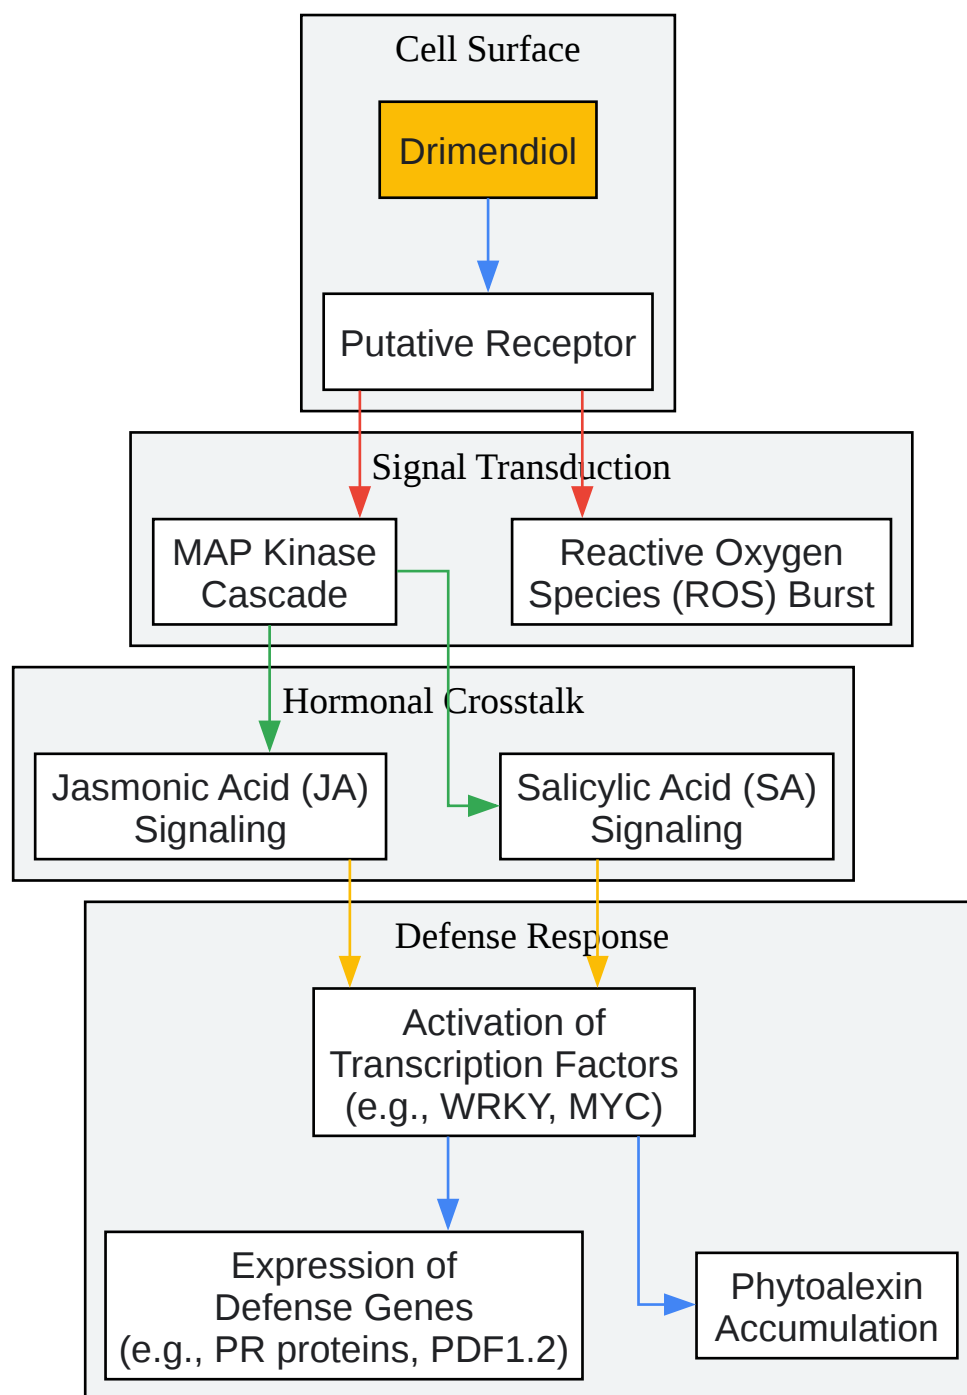 Cell Surface
Drimendiol
Putative Receptor
Signal Transduction
MAP Kinase
Cascade
Reactive Oxygen
Species (ROS) Burst
Hormonal Crosstalk
Jasmonic Acid (JA)
Signaling
Salicylic Acid (SA)
Signaling
Defense Response
Activation of
Transcription Factors
(e.g., WRKY, MYC)
Expression of
Defense Genes
(e.g., PR proteins, PDF1.2)
Phytoalexin
Accumulation